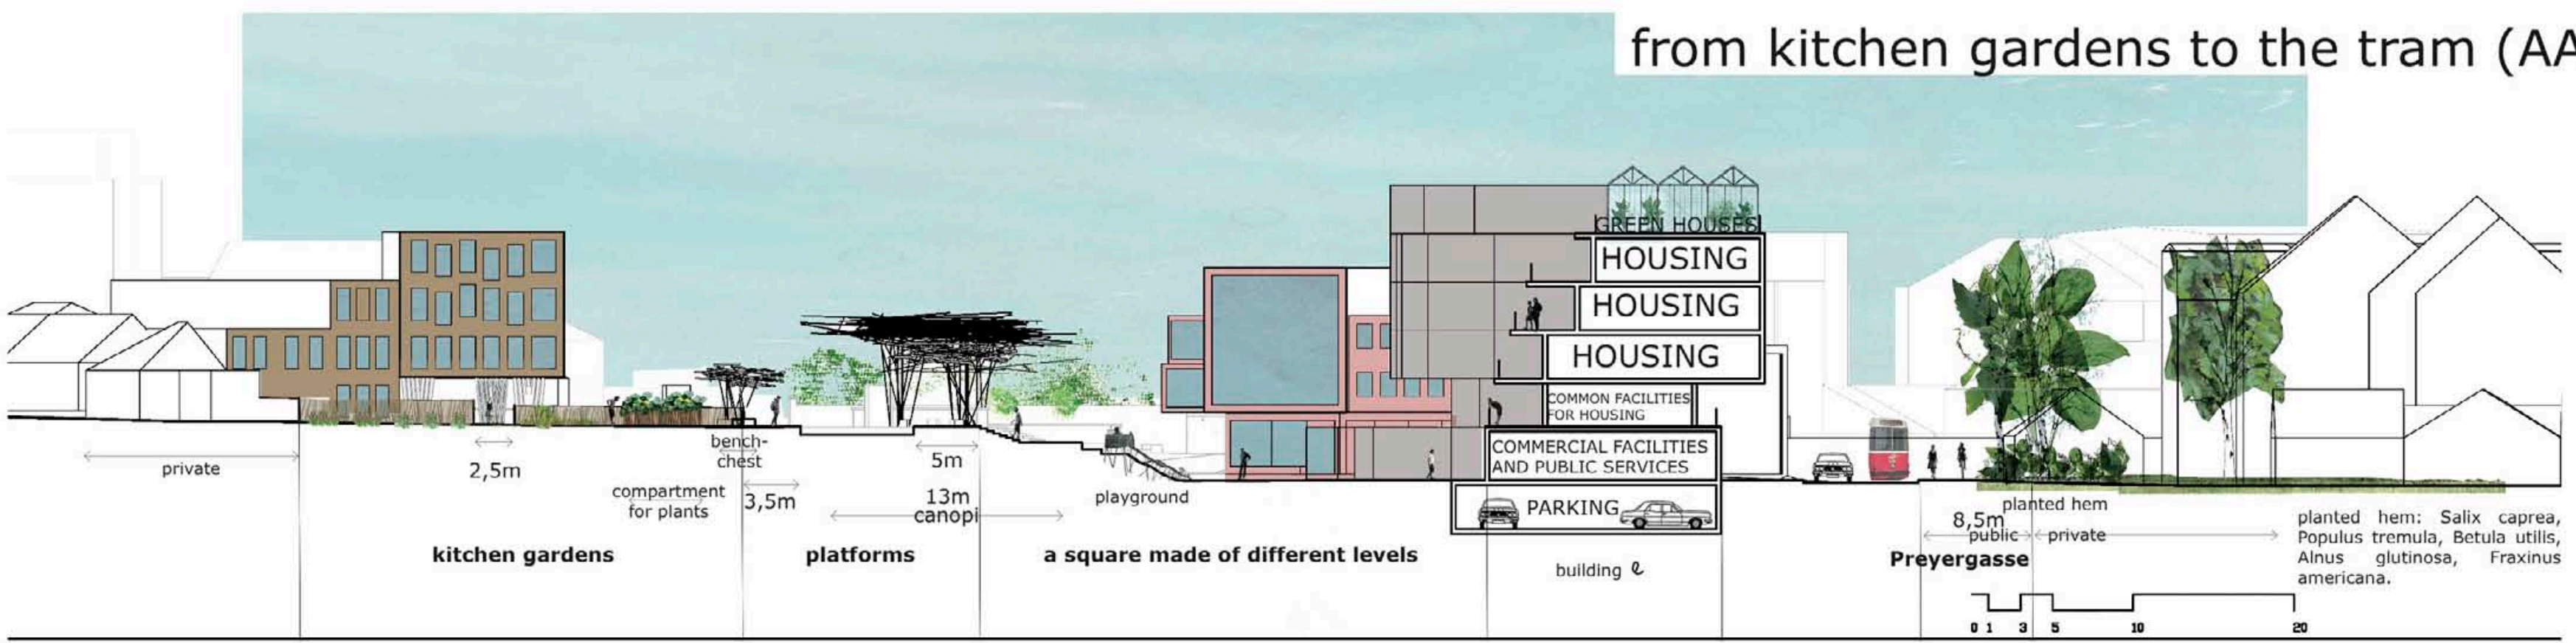 from kitchen gardens to the tram (AA
GREEN HOUSES
HOUSING
HOUSING
HOUSING
COMMON FACILITIES
FOR HOUSING
COMMERCIAL FACILITIES
AND PUBLIC SERVICES
PARKING
private
2,5m
bench-
chest
compartment
for plants
3,5m
5m
13m
canopi
playground
kitchen gardens
platforms
a square made of different levels
building e
planted hem
8,5m
public
private
Preyergasse
planted hem: Salix caprea,
Populus tremula, Betula utilis,
Alnus glutinosa, Fraxinus
americana.
0 1 3 5 10 20